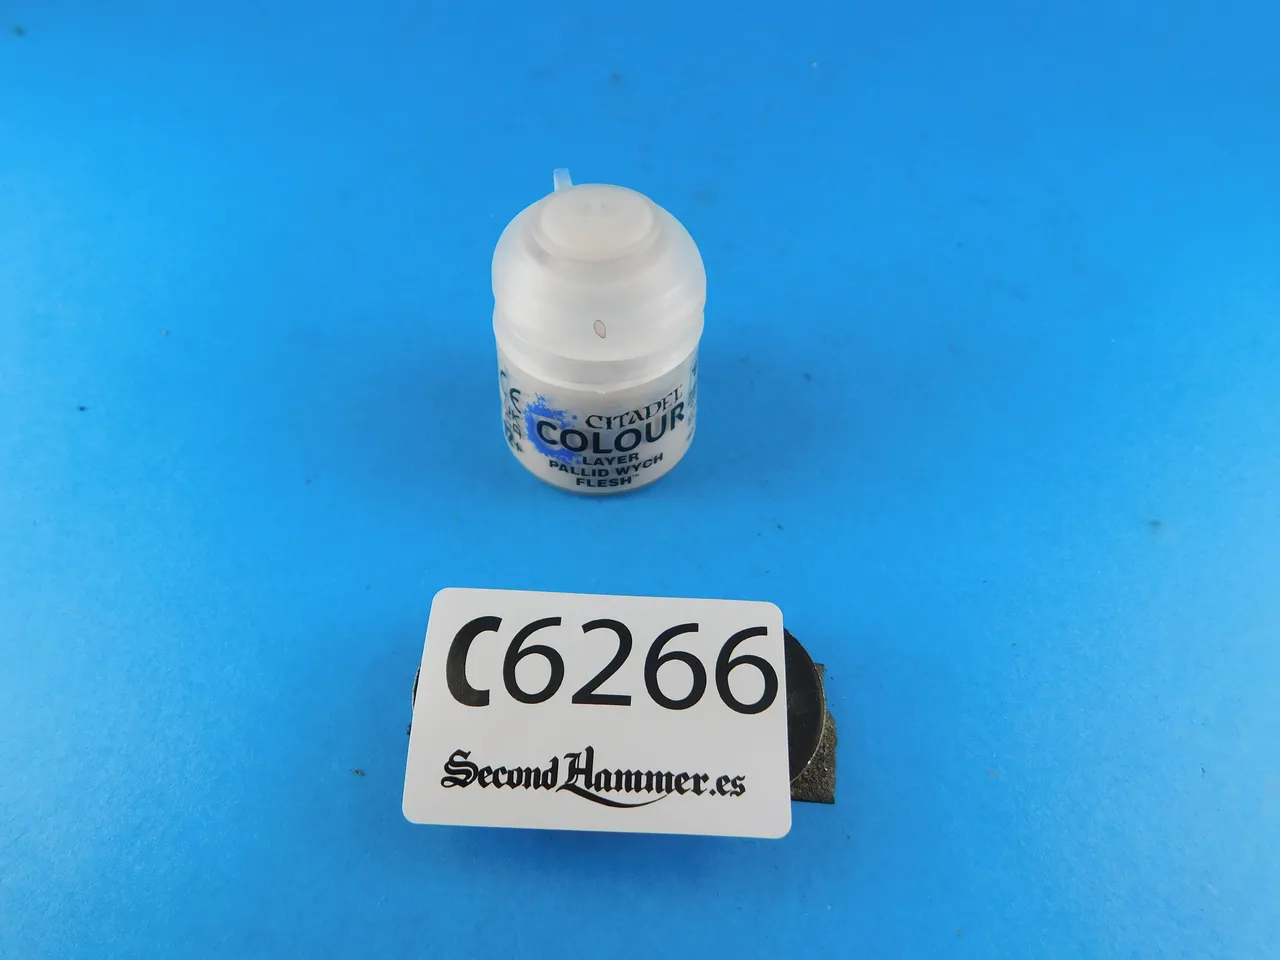 CITADEL
COLOUR
LAYER
PALLID WYCH
FLESH™
C6266
SecondHammer.es